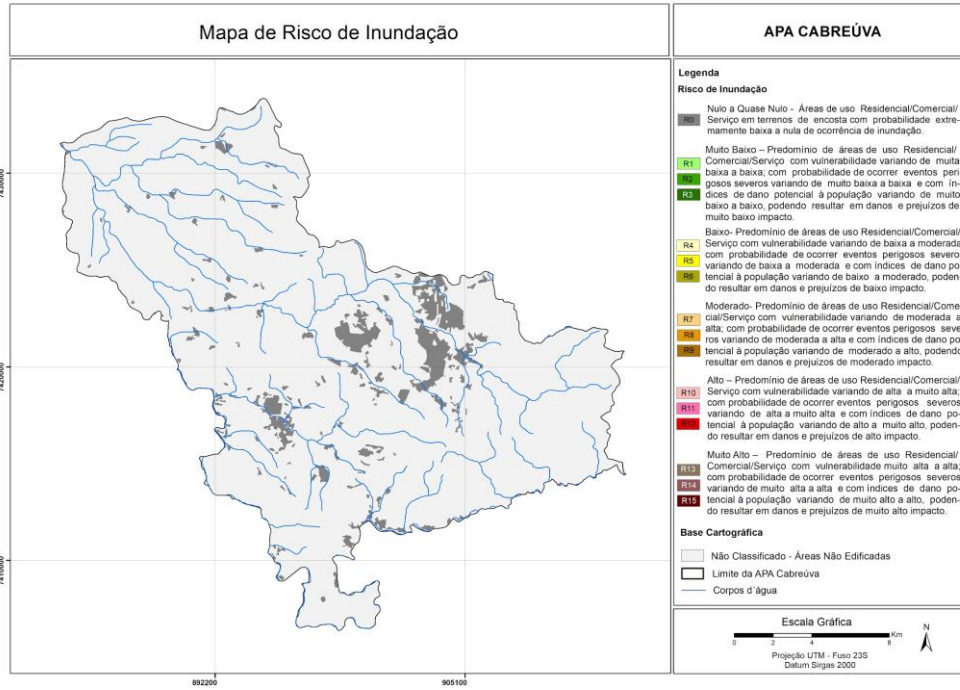 Mapa de Risco de Inundação
APA CABREÚVA
Legenda
Risco de Inundação
R0
Nulo a Quase Nulo - Áreas de uso Residencial/Comercial/
Serviço em terrenos de encosta com probabilidade extre-
mamente baixa a nula de ocorrência de inundação.
R1
R2
R3
Muito Baixo – Predomínio de áreas de uso Residencial/
Comercial/Serviço com vulnerabilidade variando de muita
baixa a baixa; com probabilidade de ocorrer eventos peri-
gosos severos variando de muito baixa a baixa e com ín-
dices de dano potencial à população variando de muito
baixo a baixo, podendo resultar em danos e prejuízos de
muito baixo impacto.
R4
R5
R6
Baixo- Predomínio de áreas de uso Residencial/Comercial/
Serviço com vulnerabilidade variando de baixa a moderada
com probabilidade de ocorrer eventos perigosos severo
variando de baixa a moderada e com índices de dano po-
tencial à população variando de baixo a moderado, poden-
do resultar em danos e prejuízos de baixo impacto.
R7
R8
R9
Moderado- Predomínio de áreas de uso Residencial/Come
cial/Serviço com vulnerabilidade variando de moderada a
alta; com probabilidade de ocorrer eventos perigosos seve
ros variando de moderada a alta e com índices de dano po
tencial à população variando de moderado a alto, podendo
resultar em danos e prejuízos de moderado impacto.
R10
R11
R12
Alto – Predomínio de áreas de uso Residencial/Comercial/
Serviço com vulnerabilidade variando de alta a muito alta;
com probabilidade de ocorrer eventos perigosos severos
variando de alta a muito alta e com índices de dano po-
tencial à população variando de alto a muito alto, poden-
do resultar em danos e prejuízos de alto impacto.
R13
R14
R15
Muito Alto – Predomínio de áreas de uso Residencial/
Comercial/Serviço com vulnerabilidade muito alta a alta;
com probabilidade de ocorrer eventos perigosos severos
variando de muito alta a alta e com índices de dano po-
tencial à população variando de muito alto a alto, poden-
do resultar em danos e prejuízos de muito alto impacto.
Base Cartográfica
Não Classificado - Áreas Não Edificadas
Limite da APA Cabreúva
Corpos d´água
Escala Gráfica
0 2 4 8 Km
N
Projeção UTM - Fuso 23S
Datum Sirgas 2000
7430000
7420000
7410000
892200
905100